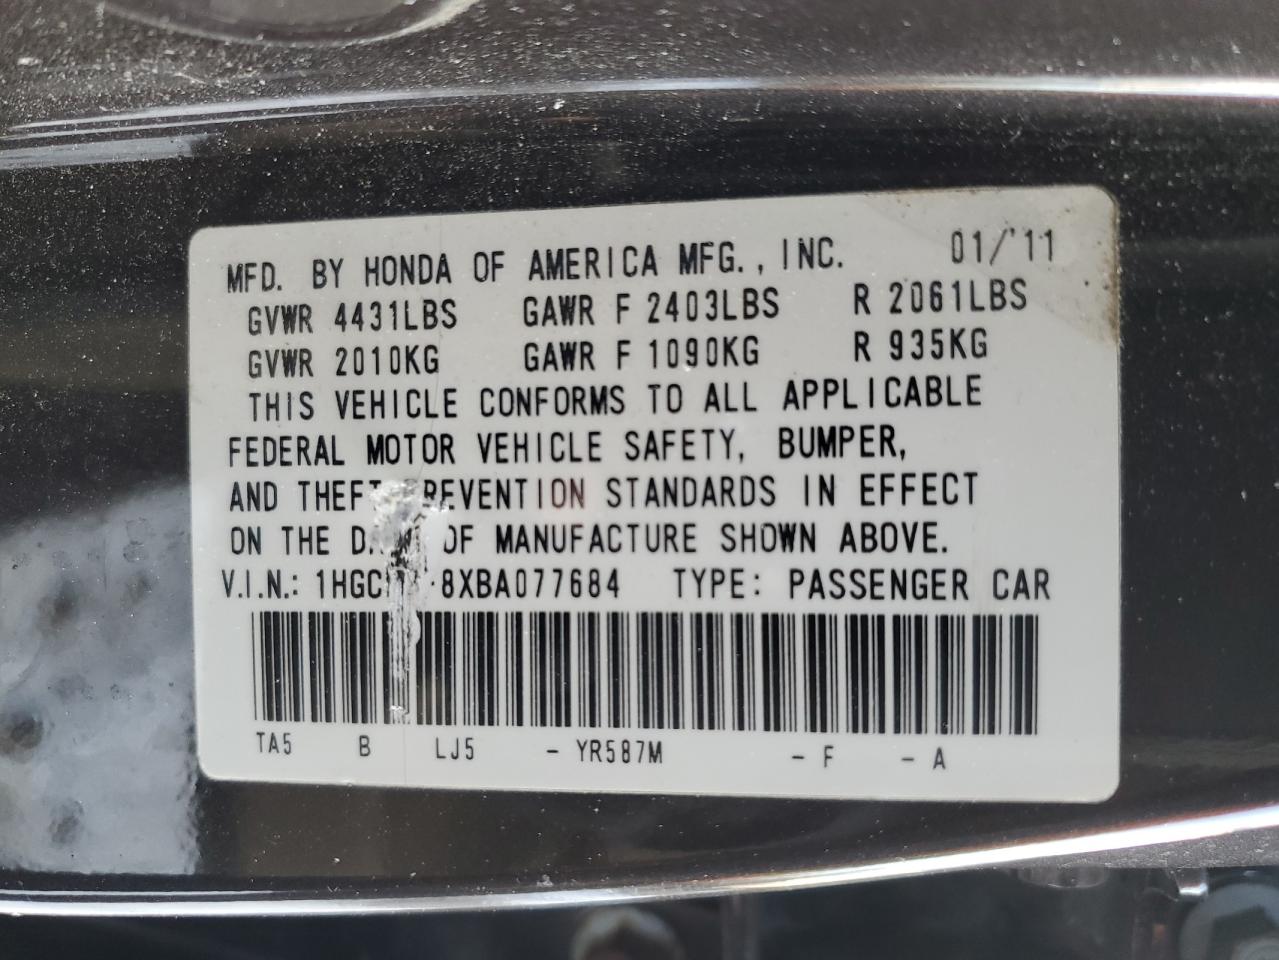 MFD. BY HONDA OF AMERICA MFG., INC. 01/'11
GVWR 4431LBS GAWR F 2403LBS R 2061LBS
GVWR 2010KG GAWR F 1090KG R 935KG
THIS VEHICLE CONFORMS TO ALL APPLICABLE
FEDERAL MOTOR VEHICLE SAFETY, BUMPER,
AND THEFT PREVENTION STANDARDS IN EFFECT
ON THE OF MANUFACTURE SHOWN ABOVE.
V.I.N.: TYPE: PASSENGER CAR
TA5 B LJ5 - YR587M - F - A